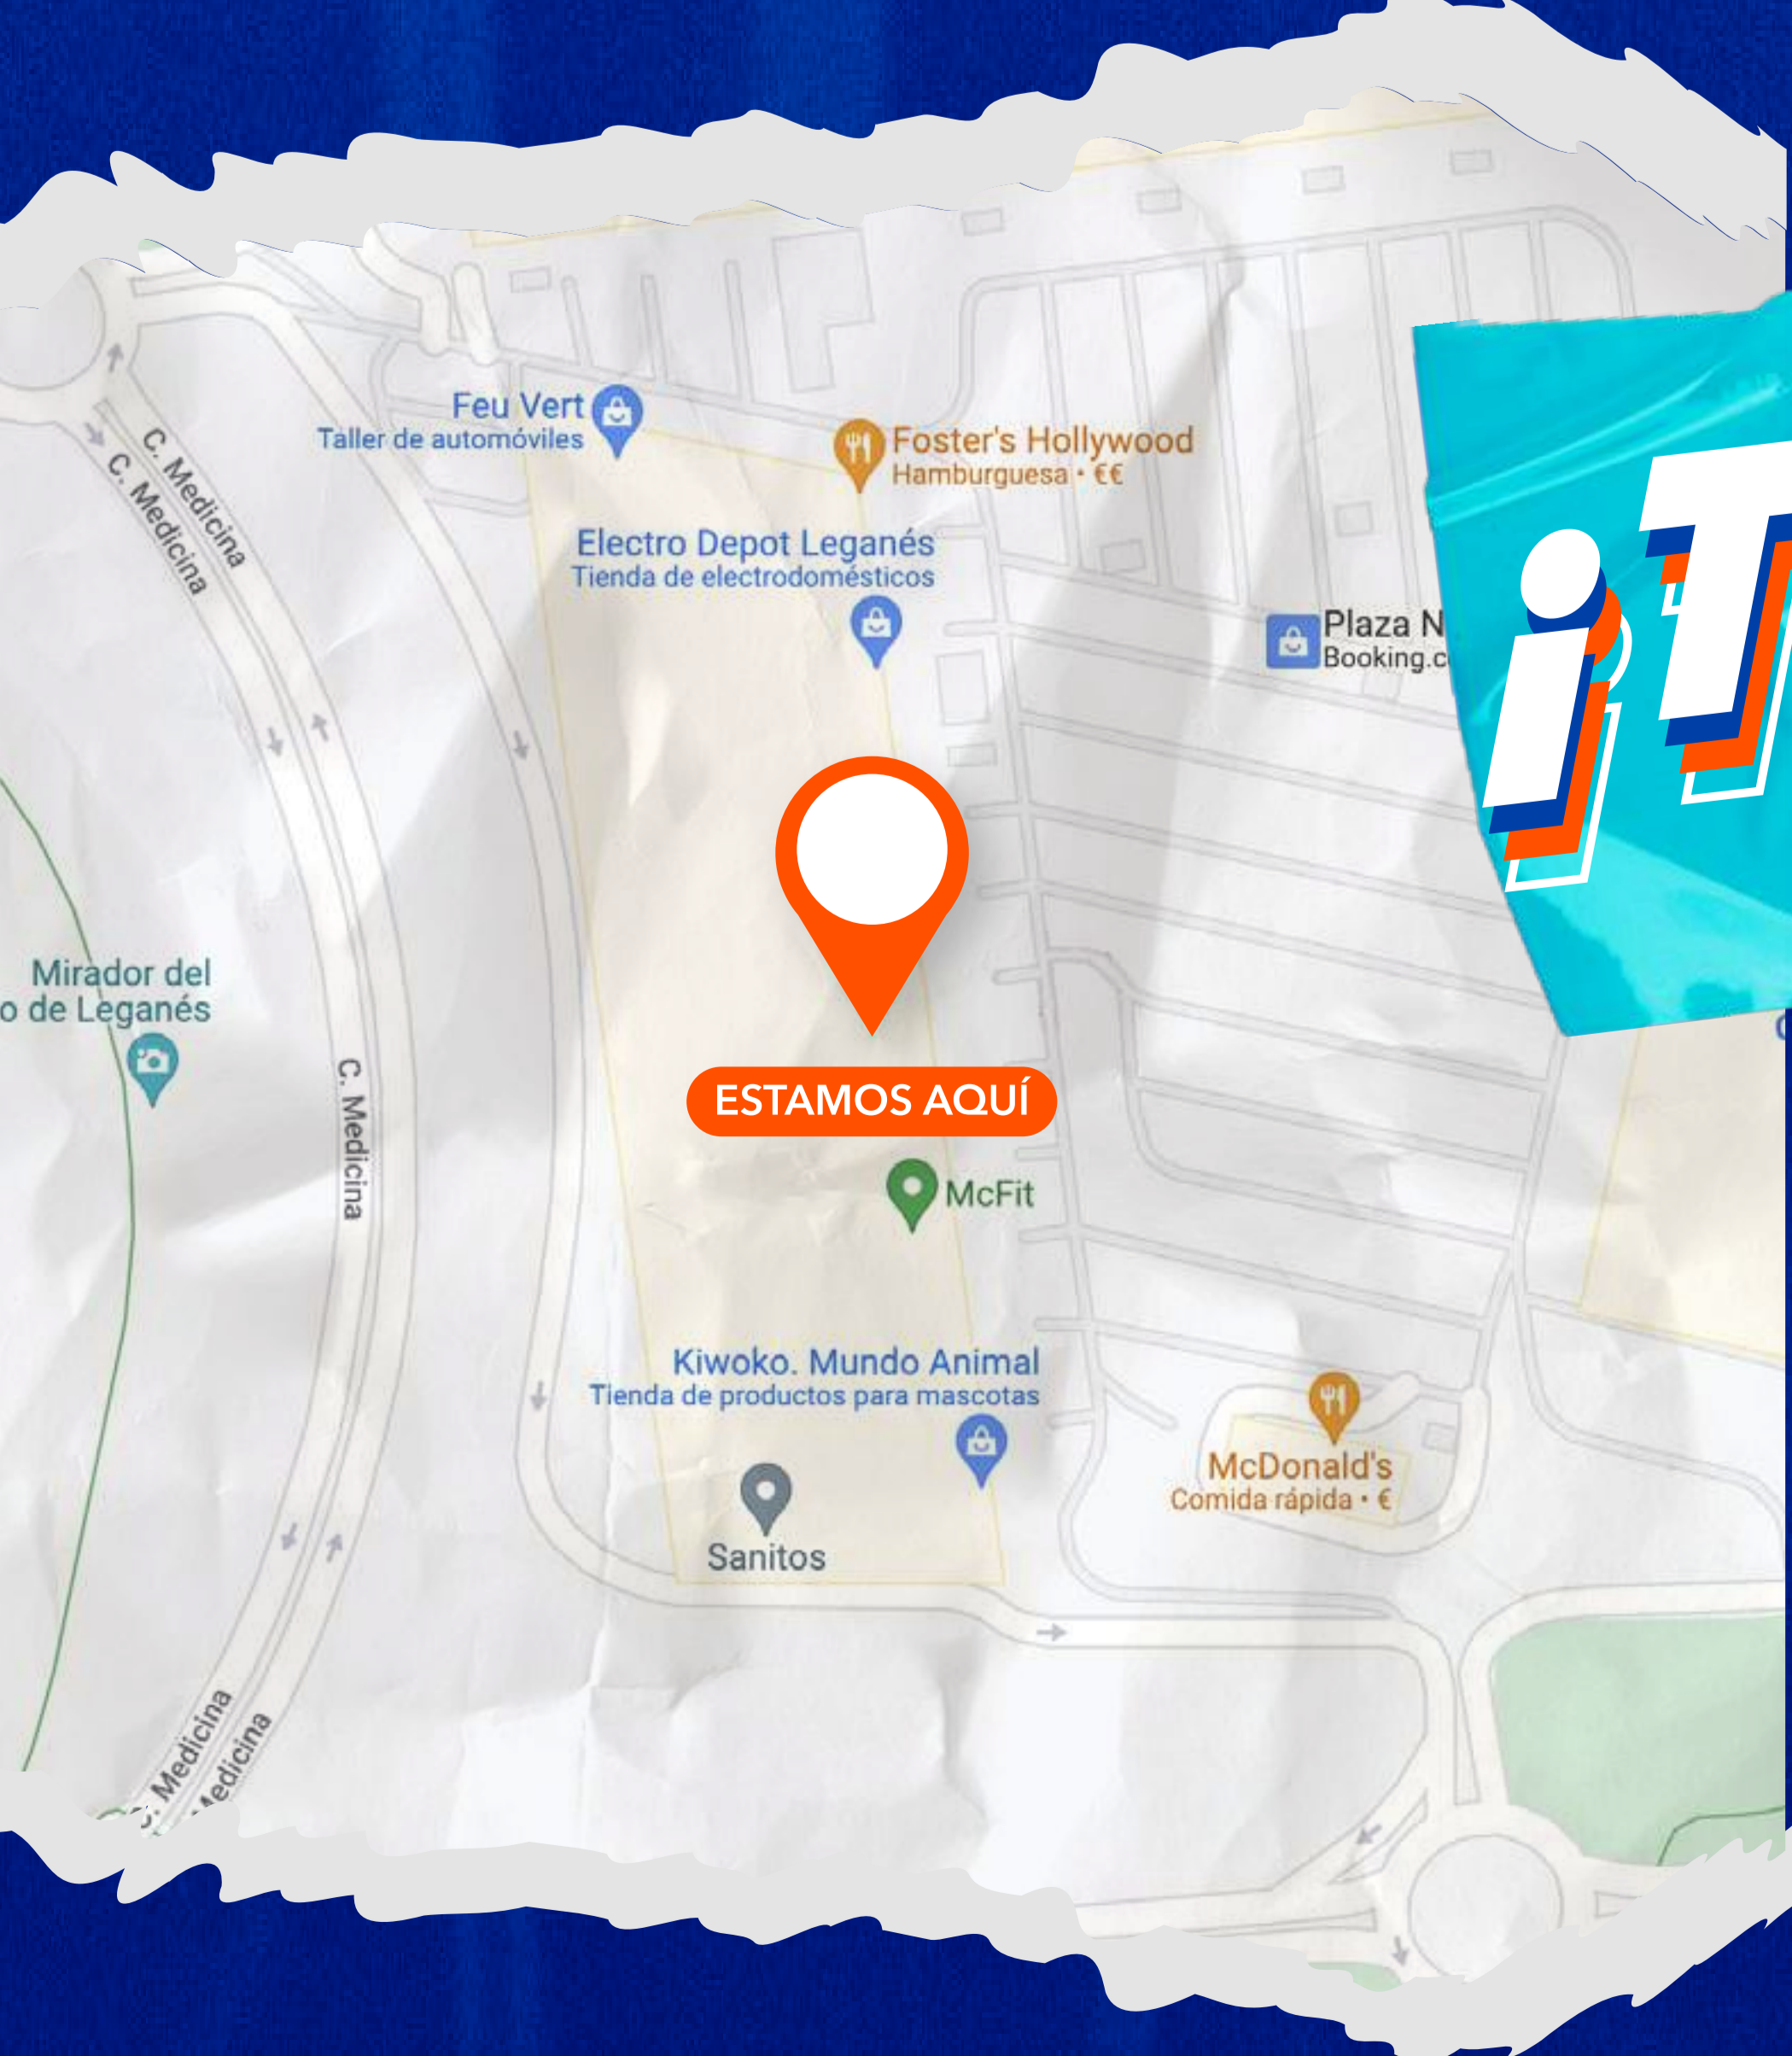 Feu Vert
Taller de automóviles
Foster's Hollywood
Hamburguesa • €€
C. Medicina
C. Medicina
Electro Depot Leganés
Tienda de electrodomésticos
¡T
Plaza N
Booking.c
Mirador del
o de Leganés
C. Medicina
ESTAMOS AQUÍ
McFit
Kiwoko. Mundo Animal
Tienda de productos para mascotas
McDonald's
Comida rápida • €
Sanitos
C. Medicina
Medicina